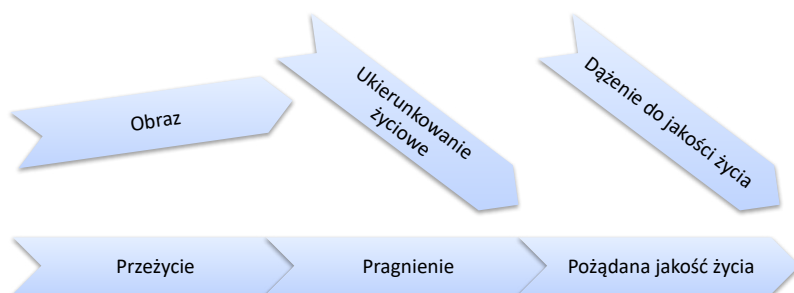 Obraz
Ukierunkowanie
życiowe
Dążenie do jakości życia
Przeżycie
Pragnienie
Pożądana jakość życia